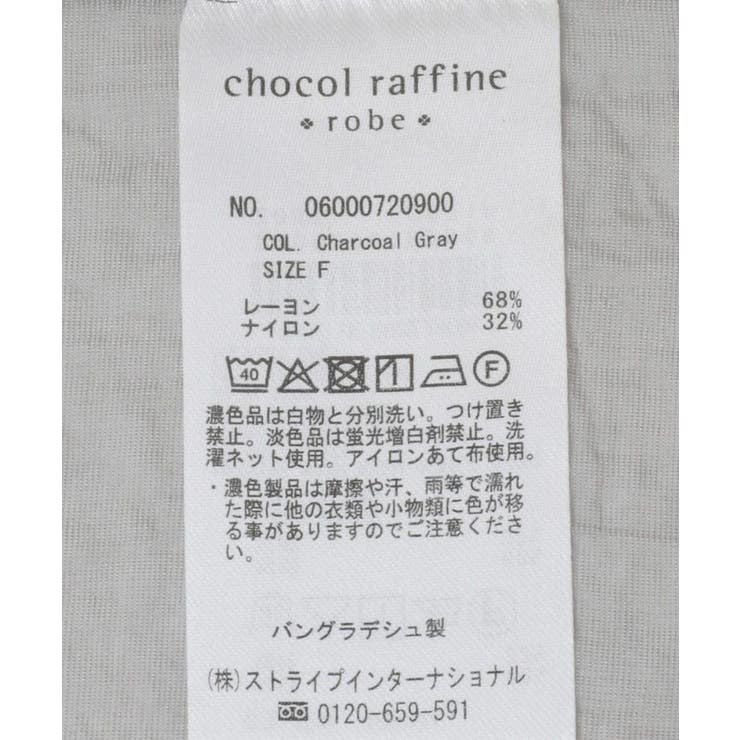 chocol raffine
robe
NO. 06000720900
COL. Charcoal Gray
SIZE F
レーヨン 68%
ナイロン 32%
40 F
濃色品は白物と分別洗い。つけ置き
禁止。淡色品は蛍光増白剤禁止。洗
濯ネット使用。アイロンあて布使用。
・濃色製品は摩擦や汗、雨等で濡れ
た際に他の衣類や小物類に色が移
る事がありますのでご注意くださ
い。
バングラデシュ製
(株)ストライプインターナショナル
0120-659-591